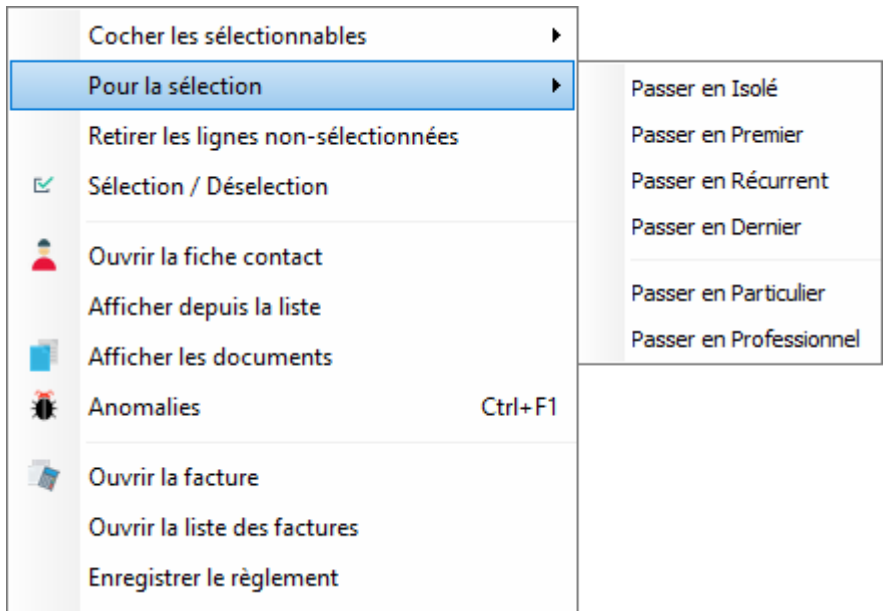 Cocher les sélectionnables
Pour la sélection
Retirer les lignes non-sélectionnées
Sélection / Déselection
Ouvrir la fiche contact
Afficher depuis la liste
Afficher les documents
Anomalies Ctrl+F1
Ouvrir la facture
Ouvrir la liste des factures
Enregistrer le règlement
Passer en Isolé
Passer en Premier
Passer en Récurrent
Passer en Dernier
Passer en Particulier
Passer en Professionnel